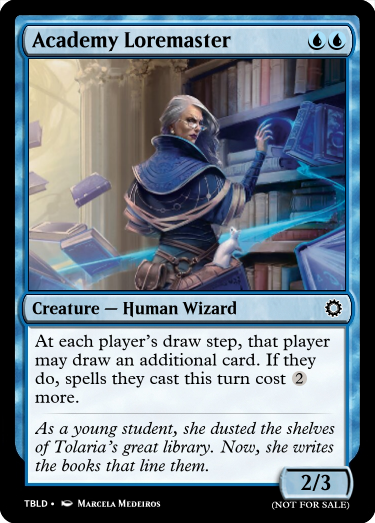 Academy Loremaster
Creature — Human Wizard
At each player's draw step, that player
may draw an additional card. If they
do, spells they cast this turn cost 2
more.
As a young student, she dusted the shelves
of Tolaria's great library. Now, she writes
the books that line them.
2/3
TBLD • Marcela Medeiros
(NOT FOR SALE)